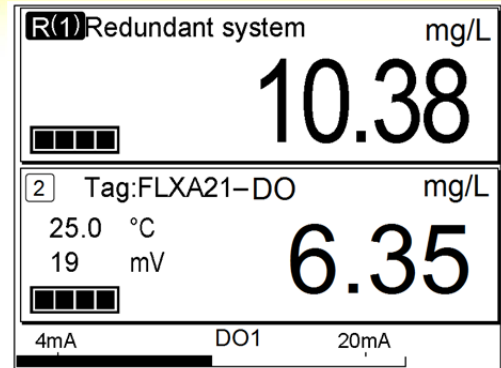 R(1) Redundant system mg/L
10.38
2 Tag:FLXA21-DO mg/L
25.0 °C
19 mV
6.35
4mA DO1 20mA